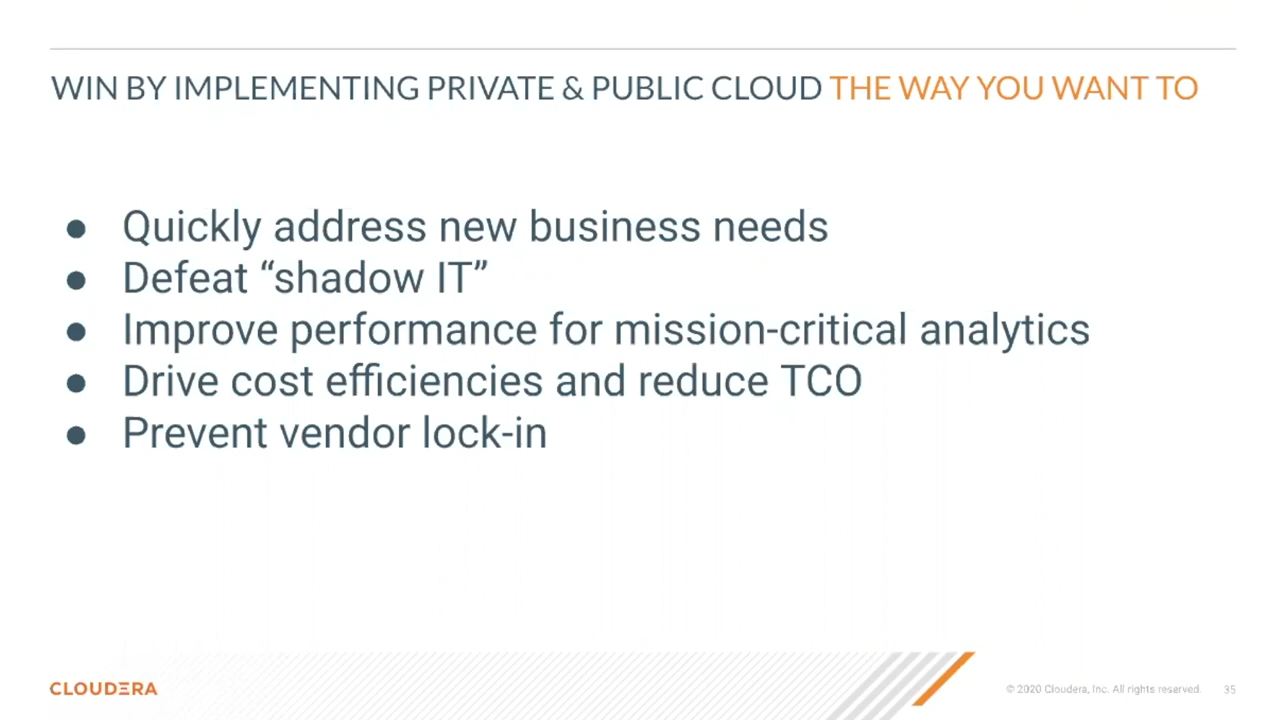 WIN BY IMPLEMENTING PRIVATE & PUBLIC CLOUD THE WAY YOU WANT TO
● Quickly address new business needs
● Defeat “shadow IT”
● Improve performance for mission-critical analytics
● Drive cost efficiencies and reduce TCO
● Prevent vendor lock-in
CLOUDERA
© 2020 Cloudera, Inc. All rights reserved. 35